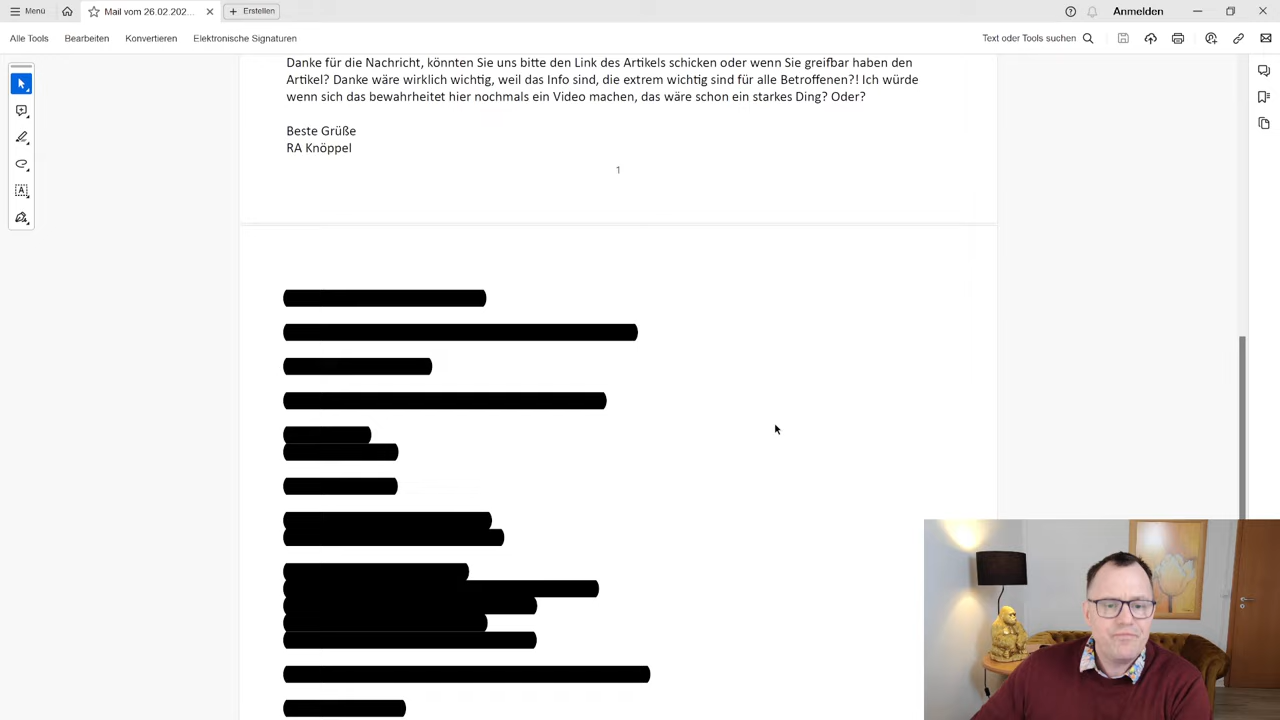 Menü
Mail vom 26.02.202...
Erstellen
Anmelden
Alle Tools
Bearbeiten
Konvertieren
Elektronische Signaturen
Text oder Tools suchen
Danke für die Nachricht, könnten Sie uns bitte den Link des Artikels schicken oder wenn Sie greifbar haben den
Artikel? Danke wäre wirklich wichtig, weil das Info sind, die extrem wichtig sind für alle Betroffenen?! Ich würde
wenn sich das bewahrheitet hier nochmals ein Video machen, das wäre schon ein starkes Ding? Oder?
Beste Grüße
RA Knöppel
1